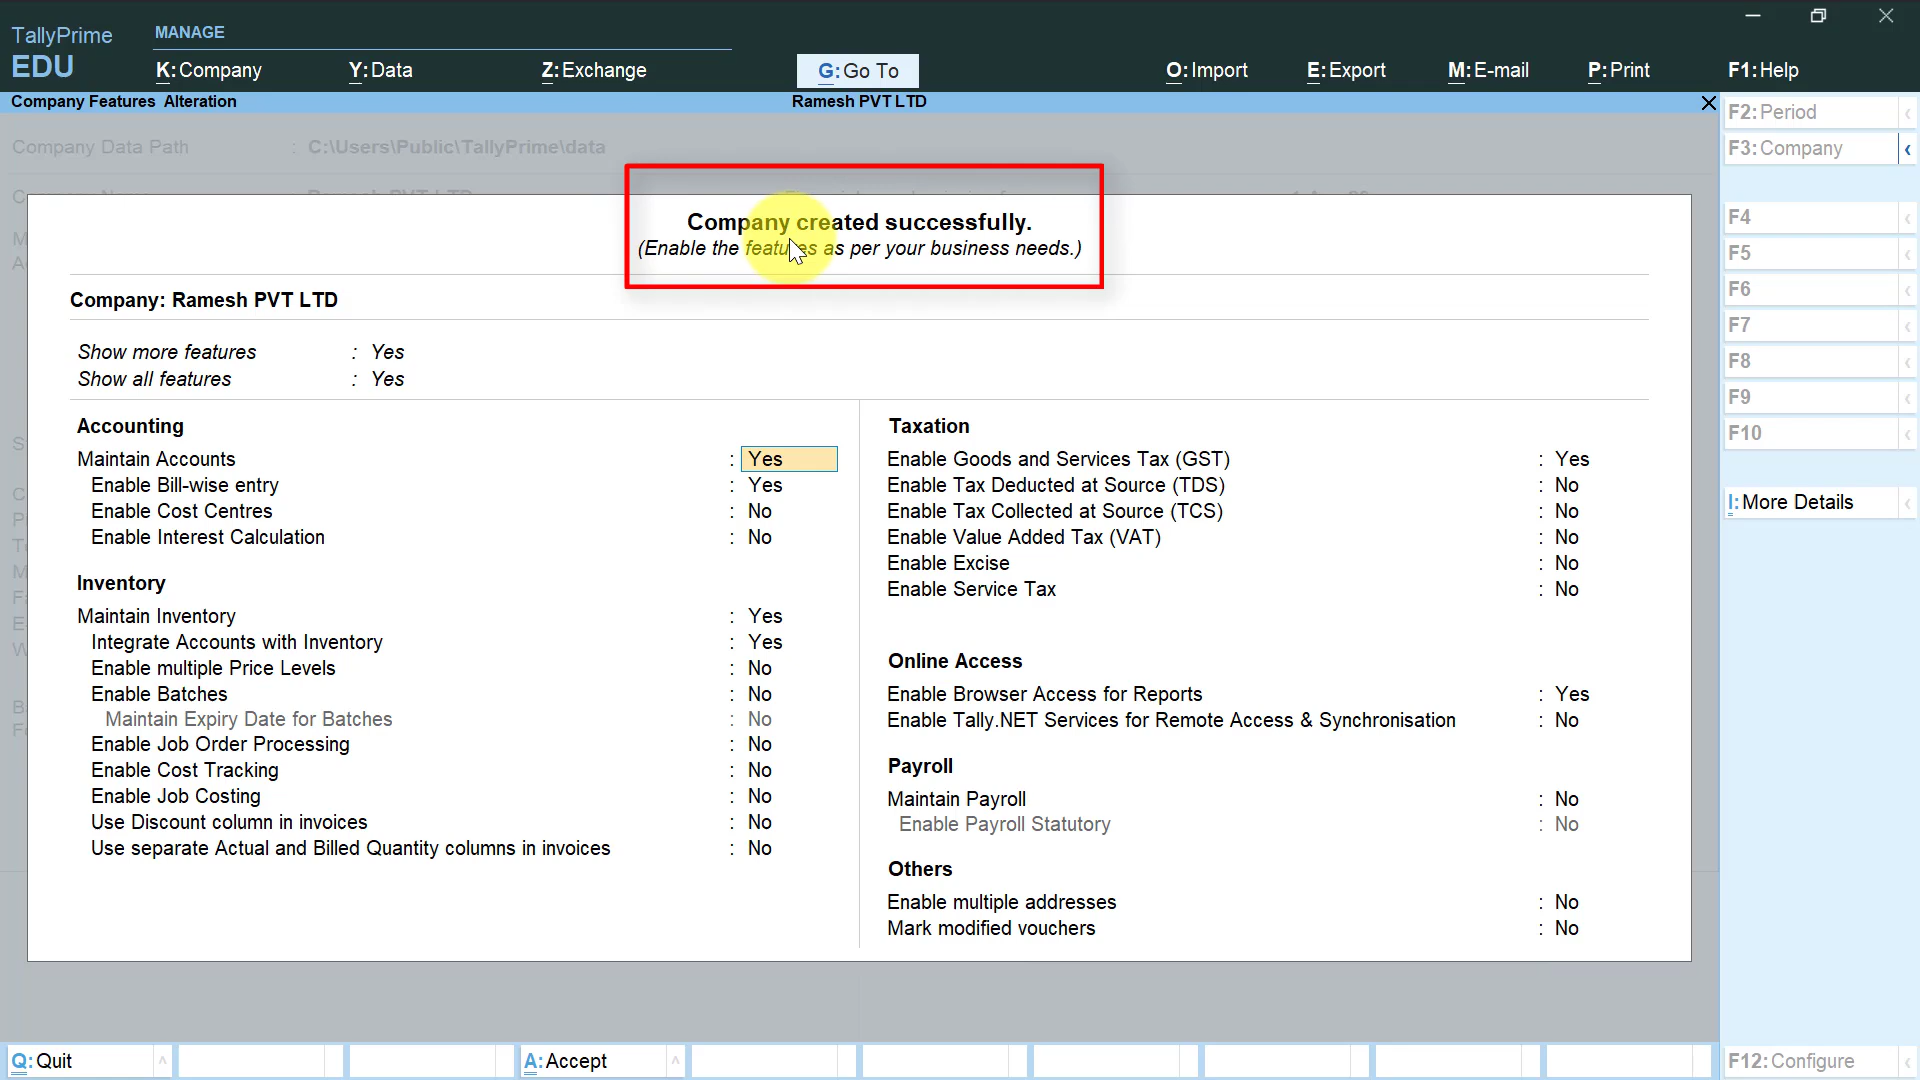 TallyPrime
EDU
MANAGE
K:Company
Y:Data
Z:Exchange
G:Go To
O:Import
E:Export
M:E-mail
P:Print
F1:Help
Company Features Alteration
Ramesh PVT LTD
Company Data Path : C:\Users\Public\TallyPrime\data
Company created successfully.
(Enable the features as per your business needs.)
Company: Ramesh PVT LTD
Show more features : Yes
Show all features : Yes
Accounting
Maintain Accounts : Yes
Enable Bill-wise entry : Yes
Enable Cost Centres : No
Enable Interest Calculation : No
Inventory
Maintain Inventory : Yes
Integrate Accounts with Inventory : Yes
Enable multiple Price Levels : No
Enable Batches : No
Maintain Expiry Date for Batches : No
Enable Job Order Processing : No
Enable Cost Tracking : No
Enable Job Costing : No
Use Discount column in invoices : No
Use separate Actual and Billed Quantity columns in invoices : No
Taxation
Enable Goods and Services Tax (GST) : Yes
Enable Tax Deducted at Source (TDS) : No
Enable Tax Collected at Source (TCS) : No
Enable Value Added Tax (VAT) : No
Enable Excise : No
Enable Service Tax : No
Online Access
Enable Browser Access for Reports : Yes
Enable Tally.NET Services for Remote Access & Synchronisation : No
Payroll
Maintain Payroll : No
Enable Payroll Statutory : No
Others
Enable multiple addresses : No
Mark modified vouchers : No
F2:Period
F3:Company
F4
F5
F6
F7
F8
F9
F10
I:More Details
Q:Quit
A:Accept
F12:Configure